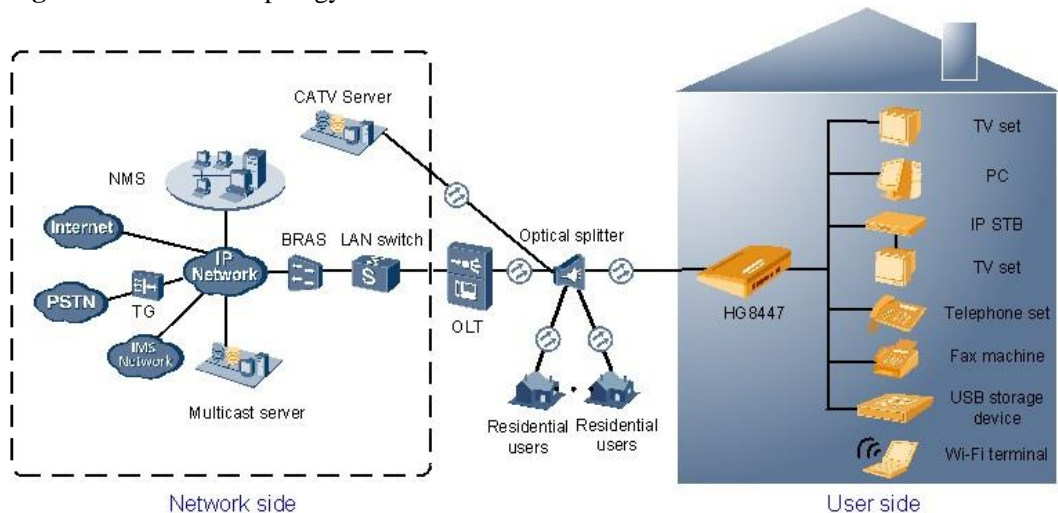 CATV Server
NMS
Internet
IP
Network
BRAS
LAN switch
PSTN
TG
IMS
Network
Multicast server
OLT
Optical splitter
Residential
users
Residential
users
HG8447
TV set
PC
IP STB
TV set
Telephone set
Fax machine
USB storage
device
Wi-Fi terminal
Network side
User side